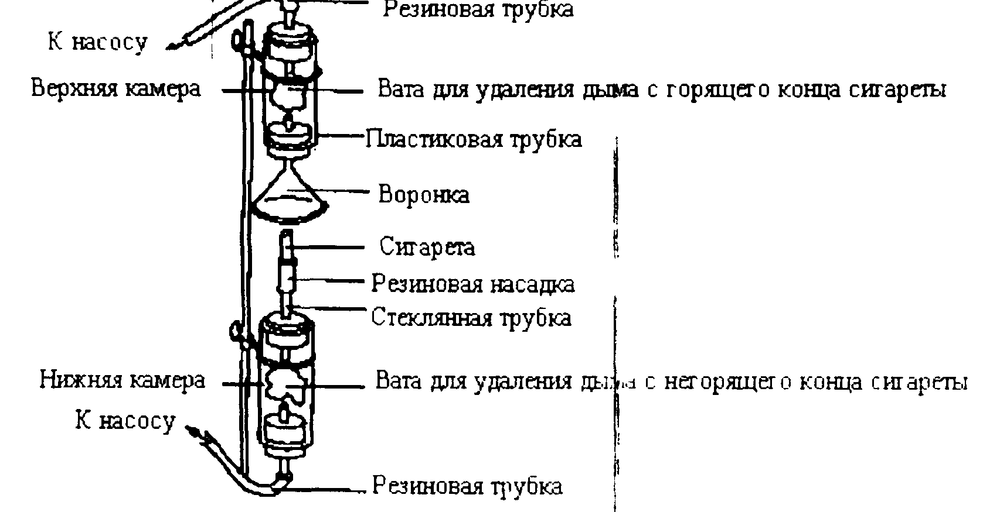 Резиновая трубка
К насосу
Верхняя камера
Вата для удаления дыма с горящего конца сигареты
Пластиковая трубка
Воронка
Сигарета
Резиновая насадка
Стеклянная трубка
Нижняя камера
Вата для удаления дыма с негорящего конца сигареты
К насосу
Резиновая трубка